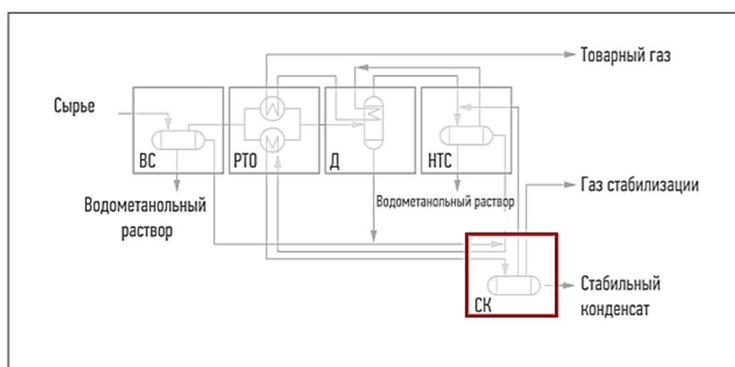 Товарный газ
Сырье
ВС
РТО
Д
НТС
Водометанольный
раствор
Водометанольный раствор
Газ стабилизации
СК
Стабильный
конденсат